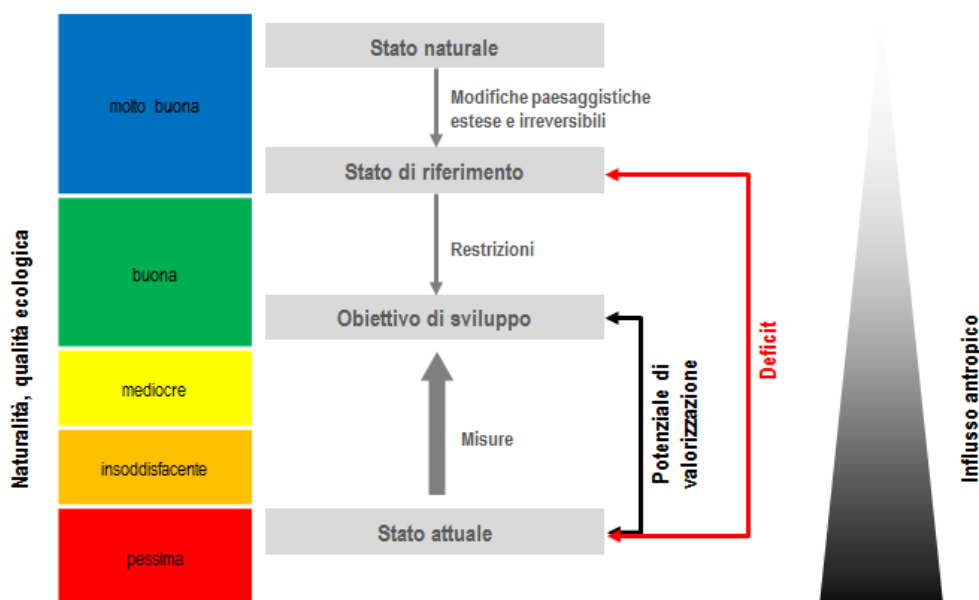 Naturalità, qualità ecologica
molto buona
buona
mediocre
insoddisfacente
pessima
Stato naturale
Modifiche paesaggistiche
estese e irreversibili
Stato di riferimento
Restrizioni
Obiettivo di sviluppo
Misure
Stato attuale
Potenziale di
valorizzazione
Deficit
Influsso antropico